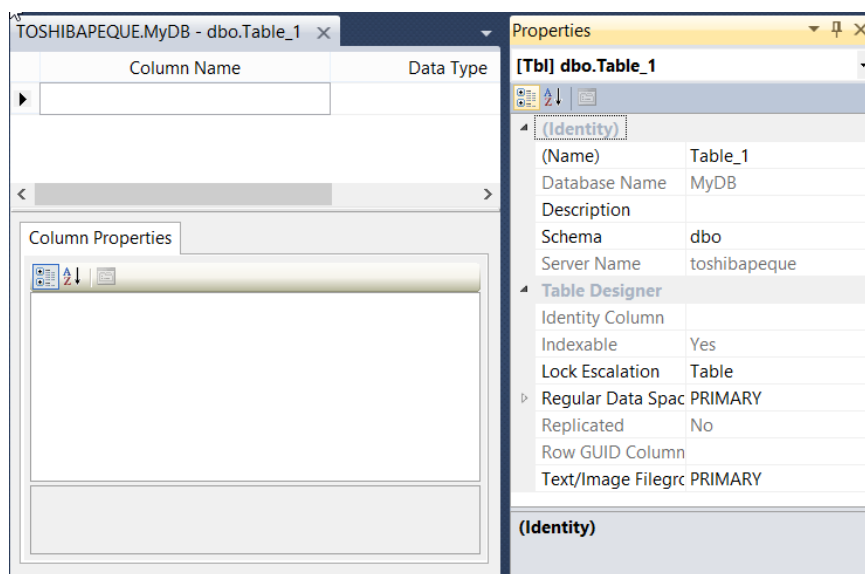 TOSHIBAPEQUE.MyDB - dbo.Table_1
Column Name Data Type
Column Properties
Properties
[Tbl] dbo.Table_1
(Identity)
(Name) Table_1
Database Name MyDB
Description
Schema dbo
Server Name toshibapeque
Table Designer
Identity Column
Indexable Yes
Lock Escalation Table
Regular Data Spac PRIMARY
Replicated No
Row GUID Column
Text/Image Filegrc PRIMARY
(Identity)